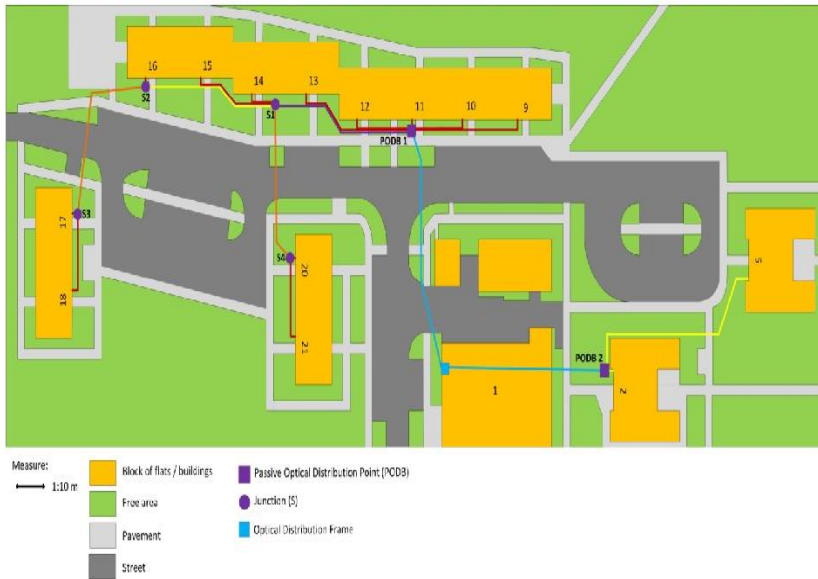 16
15
14
13
12
11
10
9
S2
S1
PODB 1
17
S3
18
S4
20
21
5
1
PODB 2
2
Measure:
1:10 m
Block of flats / buildings
Free area
Pavement
Street
Passive Optical Distribution Point (PODB)
Junction (S)
Optical Distribution Frame